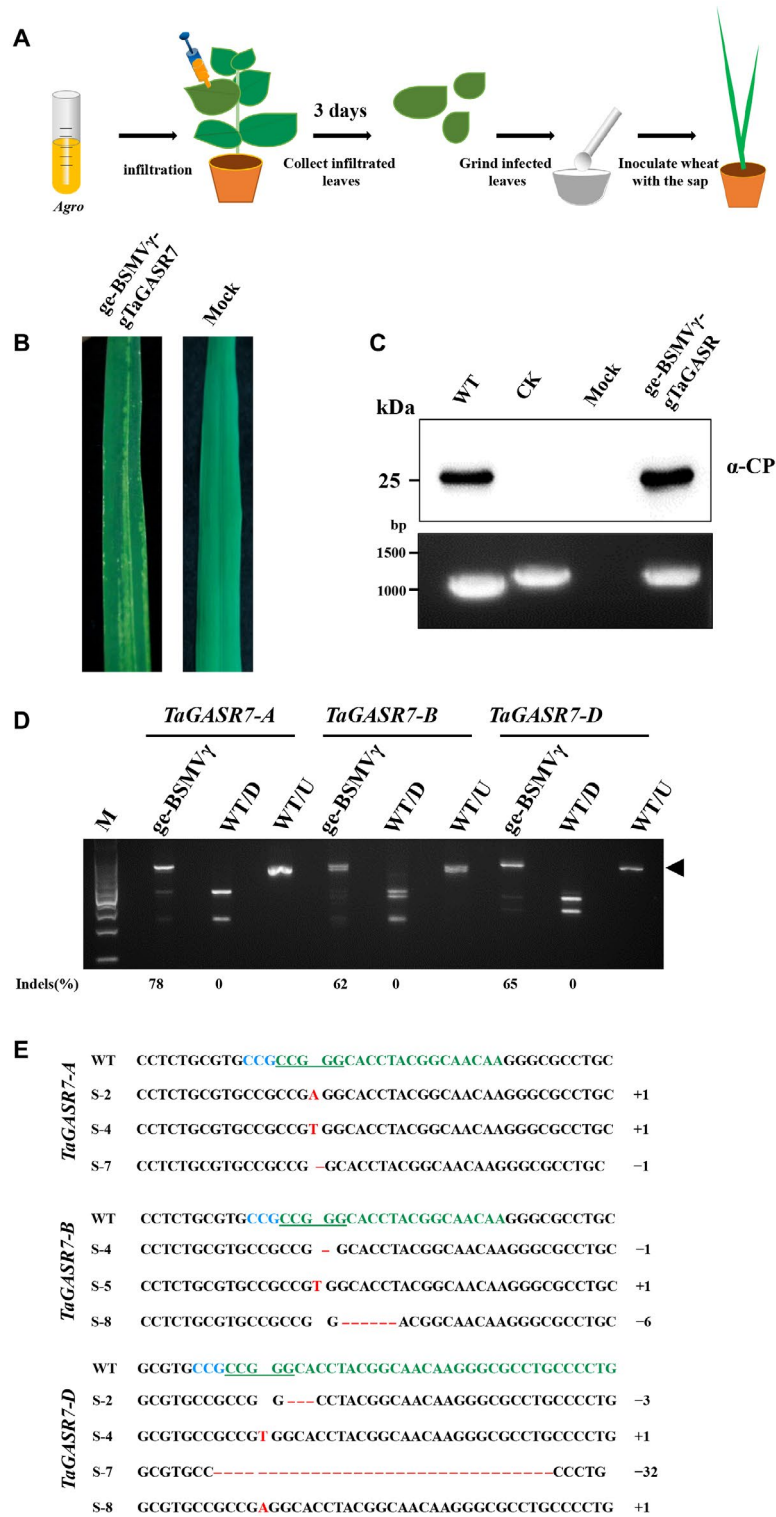 A
3 days
infiltration
Collect infiltrated
leaves
Grind infected
leaves
Inoculate wheat
with the sap
Agro
B
ge-BSMVγ-
gTaGASR7
Mock
C
kDa
WT
CK
Mock
ge-BSMVγ-
gTaGASR
25
α-CP
bp
1500
1000
D
TaGASR7-A
TaGASR7-B
TaGASR7-D
M
ge-BSMVγ
WT/D
WT/U
ge-BSMVγ
WT/D
WT/U
ge-BSMVγ
WT/D
WT/U
Indels(%) 78 0 62 0 65 0
E
TaGASR7-A
WT CCTCTGCGTGCCGCCG GGCACCTACGGCAACAAGGGCGCCTGC
S-2 CCTCTGCGTGCCGCCGAGGCACCTACGGCAACAAGGGCGCCTGC +1
S-4 CCTCTGCGTGCCGCCGTGGCACCTACGGCAACAAGGGCGCCTGC +1
S-7 CCTCTGCGTGCCGCCG -GCACCTACGGCAACAAGGGCGCCTGC −1
TaGASR7-B
WT CCTCTGCGTGCCGCCG GGCACCTACGGCAACAAGGGCGCCTGC
S-4 CCTCTGCGTGCCGCCG - GCACCTACGGCAACAAGGGCGCCTGC −1
S-5 CCTCTGCGTGCCGCCGTGGCACCTACGGCAACAAGGGCGCCTGC +1
S-8 CCTCTGCGTGCCGCCG G------ACGGCAACAAGGGCGCCTGC −6
TaGASR7-D
WT GCGTGCCGCCG GGCACCTACGGCAACAAGGGCGCCTGCCCCTG
S-2 GCGTGCCGCCG G---CCTACGGCAACAAGGGCGCCTGCCCCTG −3
S-4 GCGTGCCGCCGTGGCACCTACGGCAACAAGGGCGCCTGCCCCTG +1
S-7 GCGTGCC--------------------------------CCCTG −32
S-8 GCGTGCCGCCGAGGCACCTACGGCAACAAGGGCGCCTGCCCCTG +1